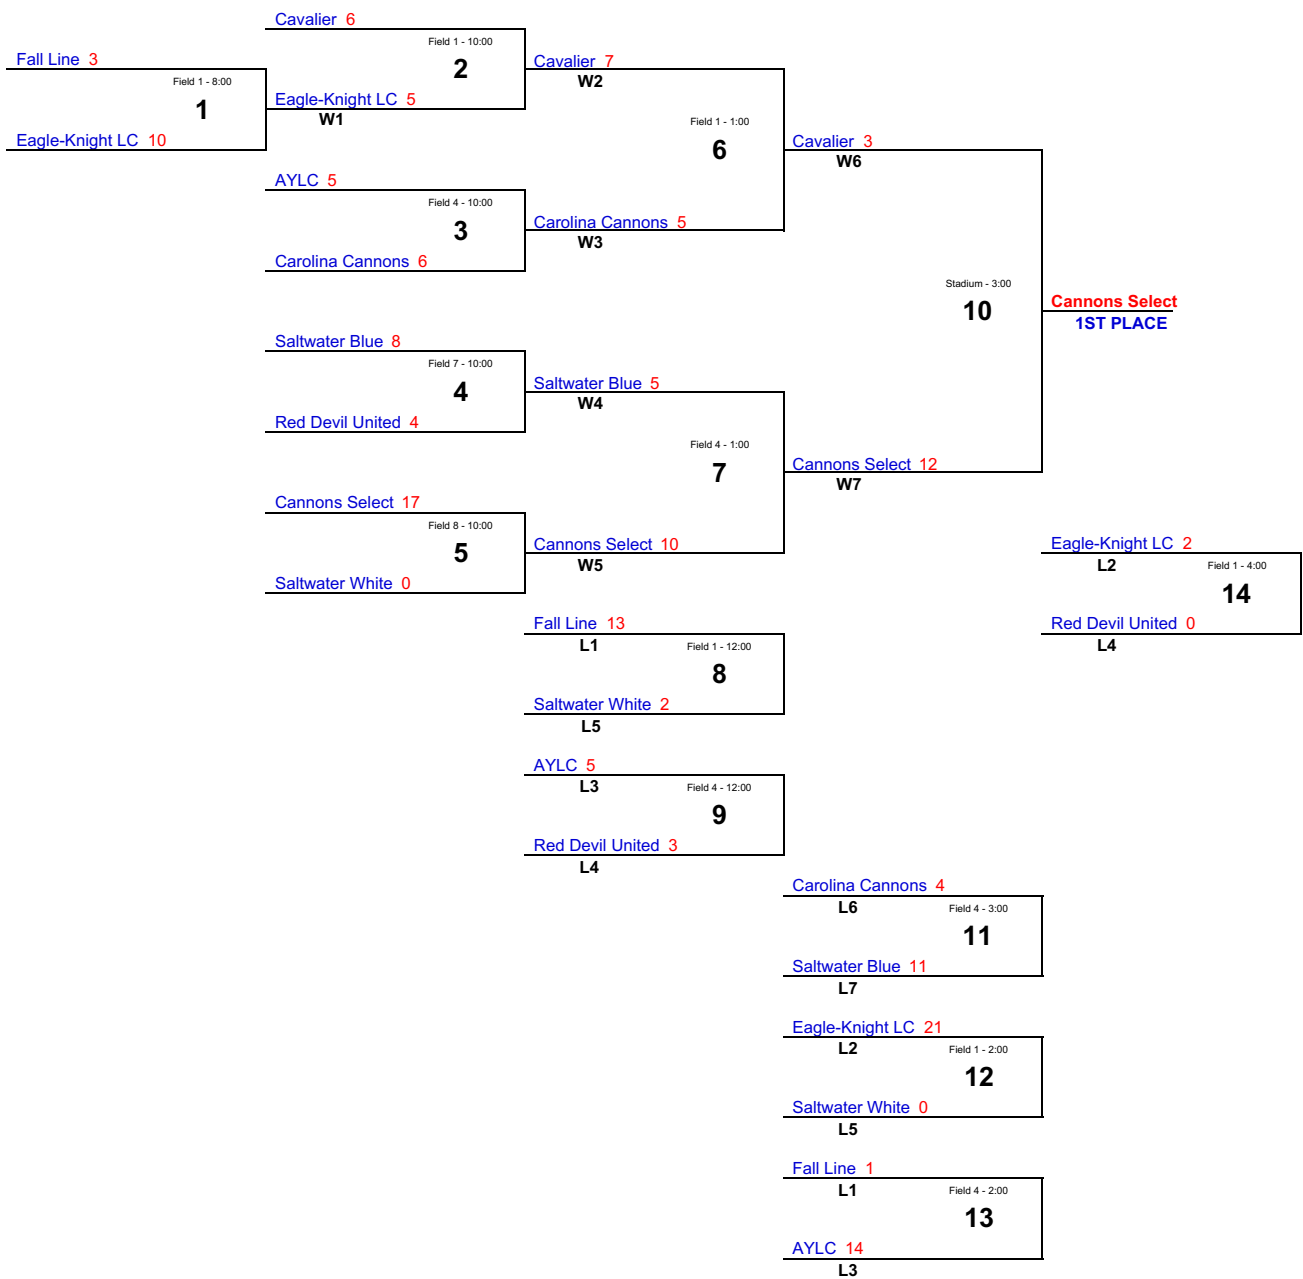 Cavalier 6
Field 1 - 10:00
2
Fall Line 3
Field 1 - 8:00
1
Eagle-Knight LC 10
Eagle-Knight LC 5
W1
Cavalier 7
W2
Field 1 - 1:00
6
AYLC 5
Field 4 - 10:00
3
Carolina Cannons 6
Carolina Cannons 5
W3
Cavalier 3
W6
Stadium - 3:00
10
Cannons Select
1ST PLACE
Saltwater Blue 8
Field 7 - 10:00
4
Red Devil United 4
Saltwater Blue 5
W4
Field 4 - 1:00
7
Cannons Select 12
W7
Cannons Select 17
Field 8 - 10:00
5
Saltwater White 0
Cannons Select 10
W5
Eagle-Knight LC 2
L2
Field 1 - 4:00
14
Red Devil United 0
L4
Fall Line 13
L1
Field 1 - 12:00
8
Saltwater White 2
L5
AYLC 5
L3
Field 4 - 12:00
9
Red Devil United 3
L4
Carolina Cannons 4
L6
Field 4 - 3:00
11
Saltwater Blue 11
L7
Eagle-Knight LC 21
L2
Field 1 - 2:00
12
Saltwater White 0
L5
Fall Line 1
L1
Field 4 - 2:00
13
AYLC 14
L3